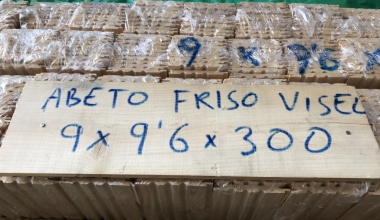 9 x 9'6 x
ABETO FRISO VISEL
9 x 9'6 x 300